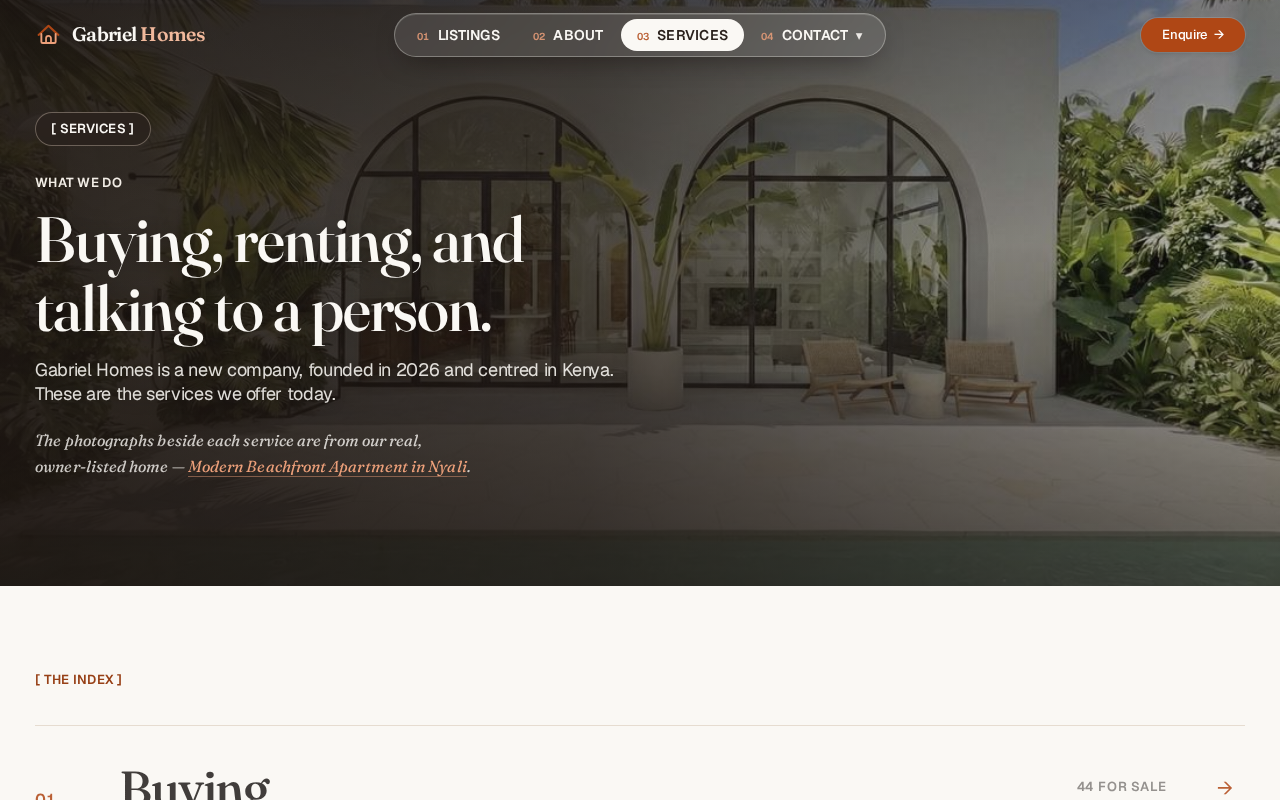 Gabriel Homes
01 LISTINGS
02 ABOUT
03 SERVICES
04 CONTACT ▾
Enquire →
[ SERVICES ]
WHAT WE DO
Buying, renting, and
talking to a person.
Gabriel Homes is a new company, founded in 2026 and centred in Kenya.
These are the services we offer today.
The photographs beside each service are from our real,
owner-listed home — Modern Beachfront Apartment in Nyali.
[ THE INDEX ]
01 Buying 44 FOR SALE →